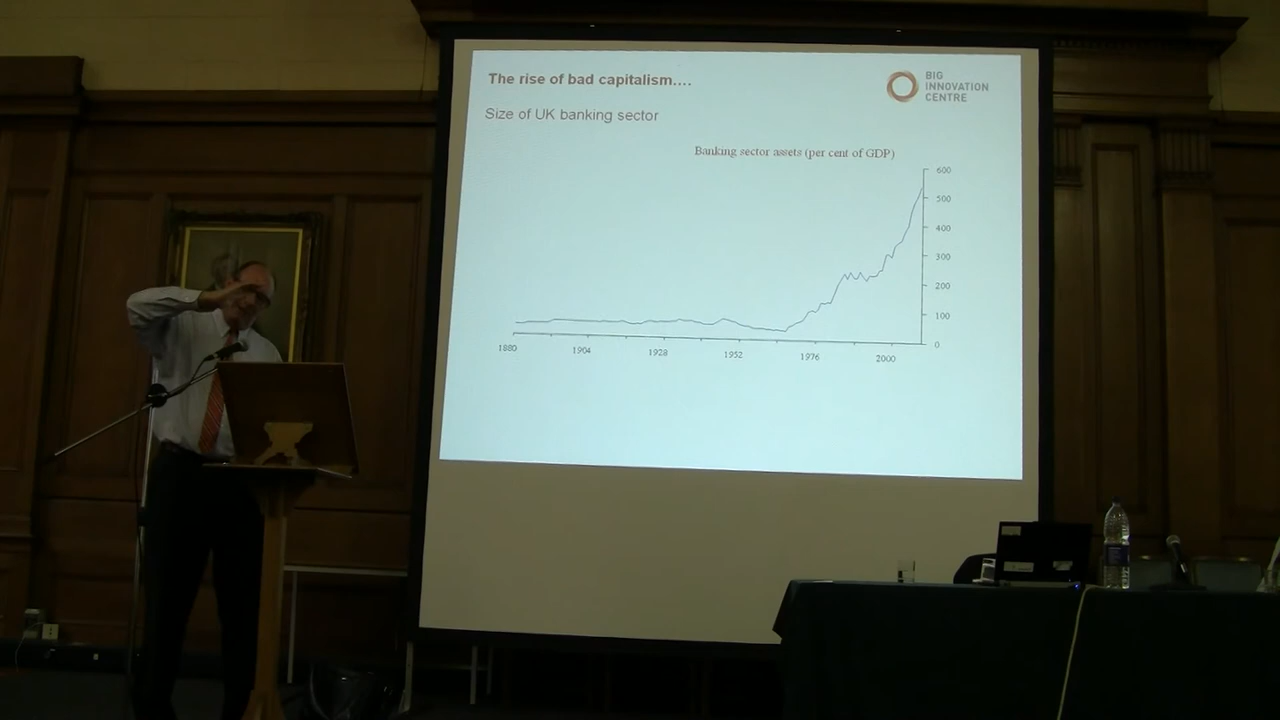 The rise of bad capitalism....
BIG
INNOVATION
CENTRE
Size of UK banking sector
Banking sector assets (per cent of GDP)
600
500
400
300
200
100
0
1880
1904
1928
1952
1976
2000